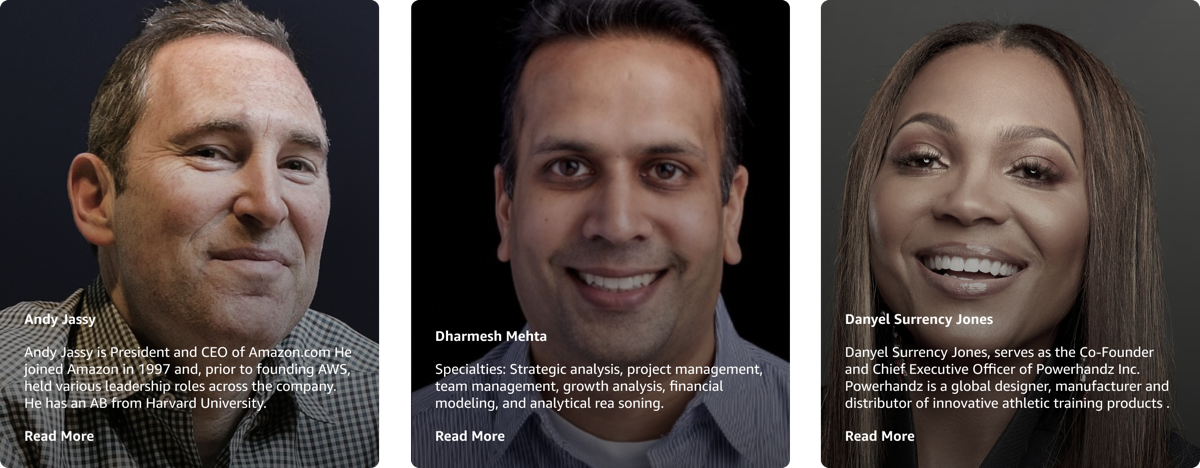 Andy Jassy
Andy Jassy is President and CEO of Amazon.com He
joined Amazon in 1997 and, prior to founding AWS,
held various leadership roles across the company.
He has an AB from Harvard University.
Read More
Dharmesh Mehta
Specialties: Strategic analysis, project management,
team management, growth analysis, financial
modeling, and analytical rea soning.
Read More
Danyel Surrency Jones
Danyel Surrency Jones, serves as the Co-Founder
and Chief Executive Officer of Powerhandz Inc.
Powerhandz is a global designer, manufacturer and
distributor of innovative athletic training products .
Read More